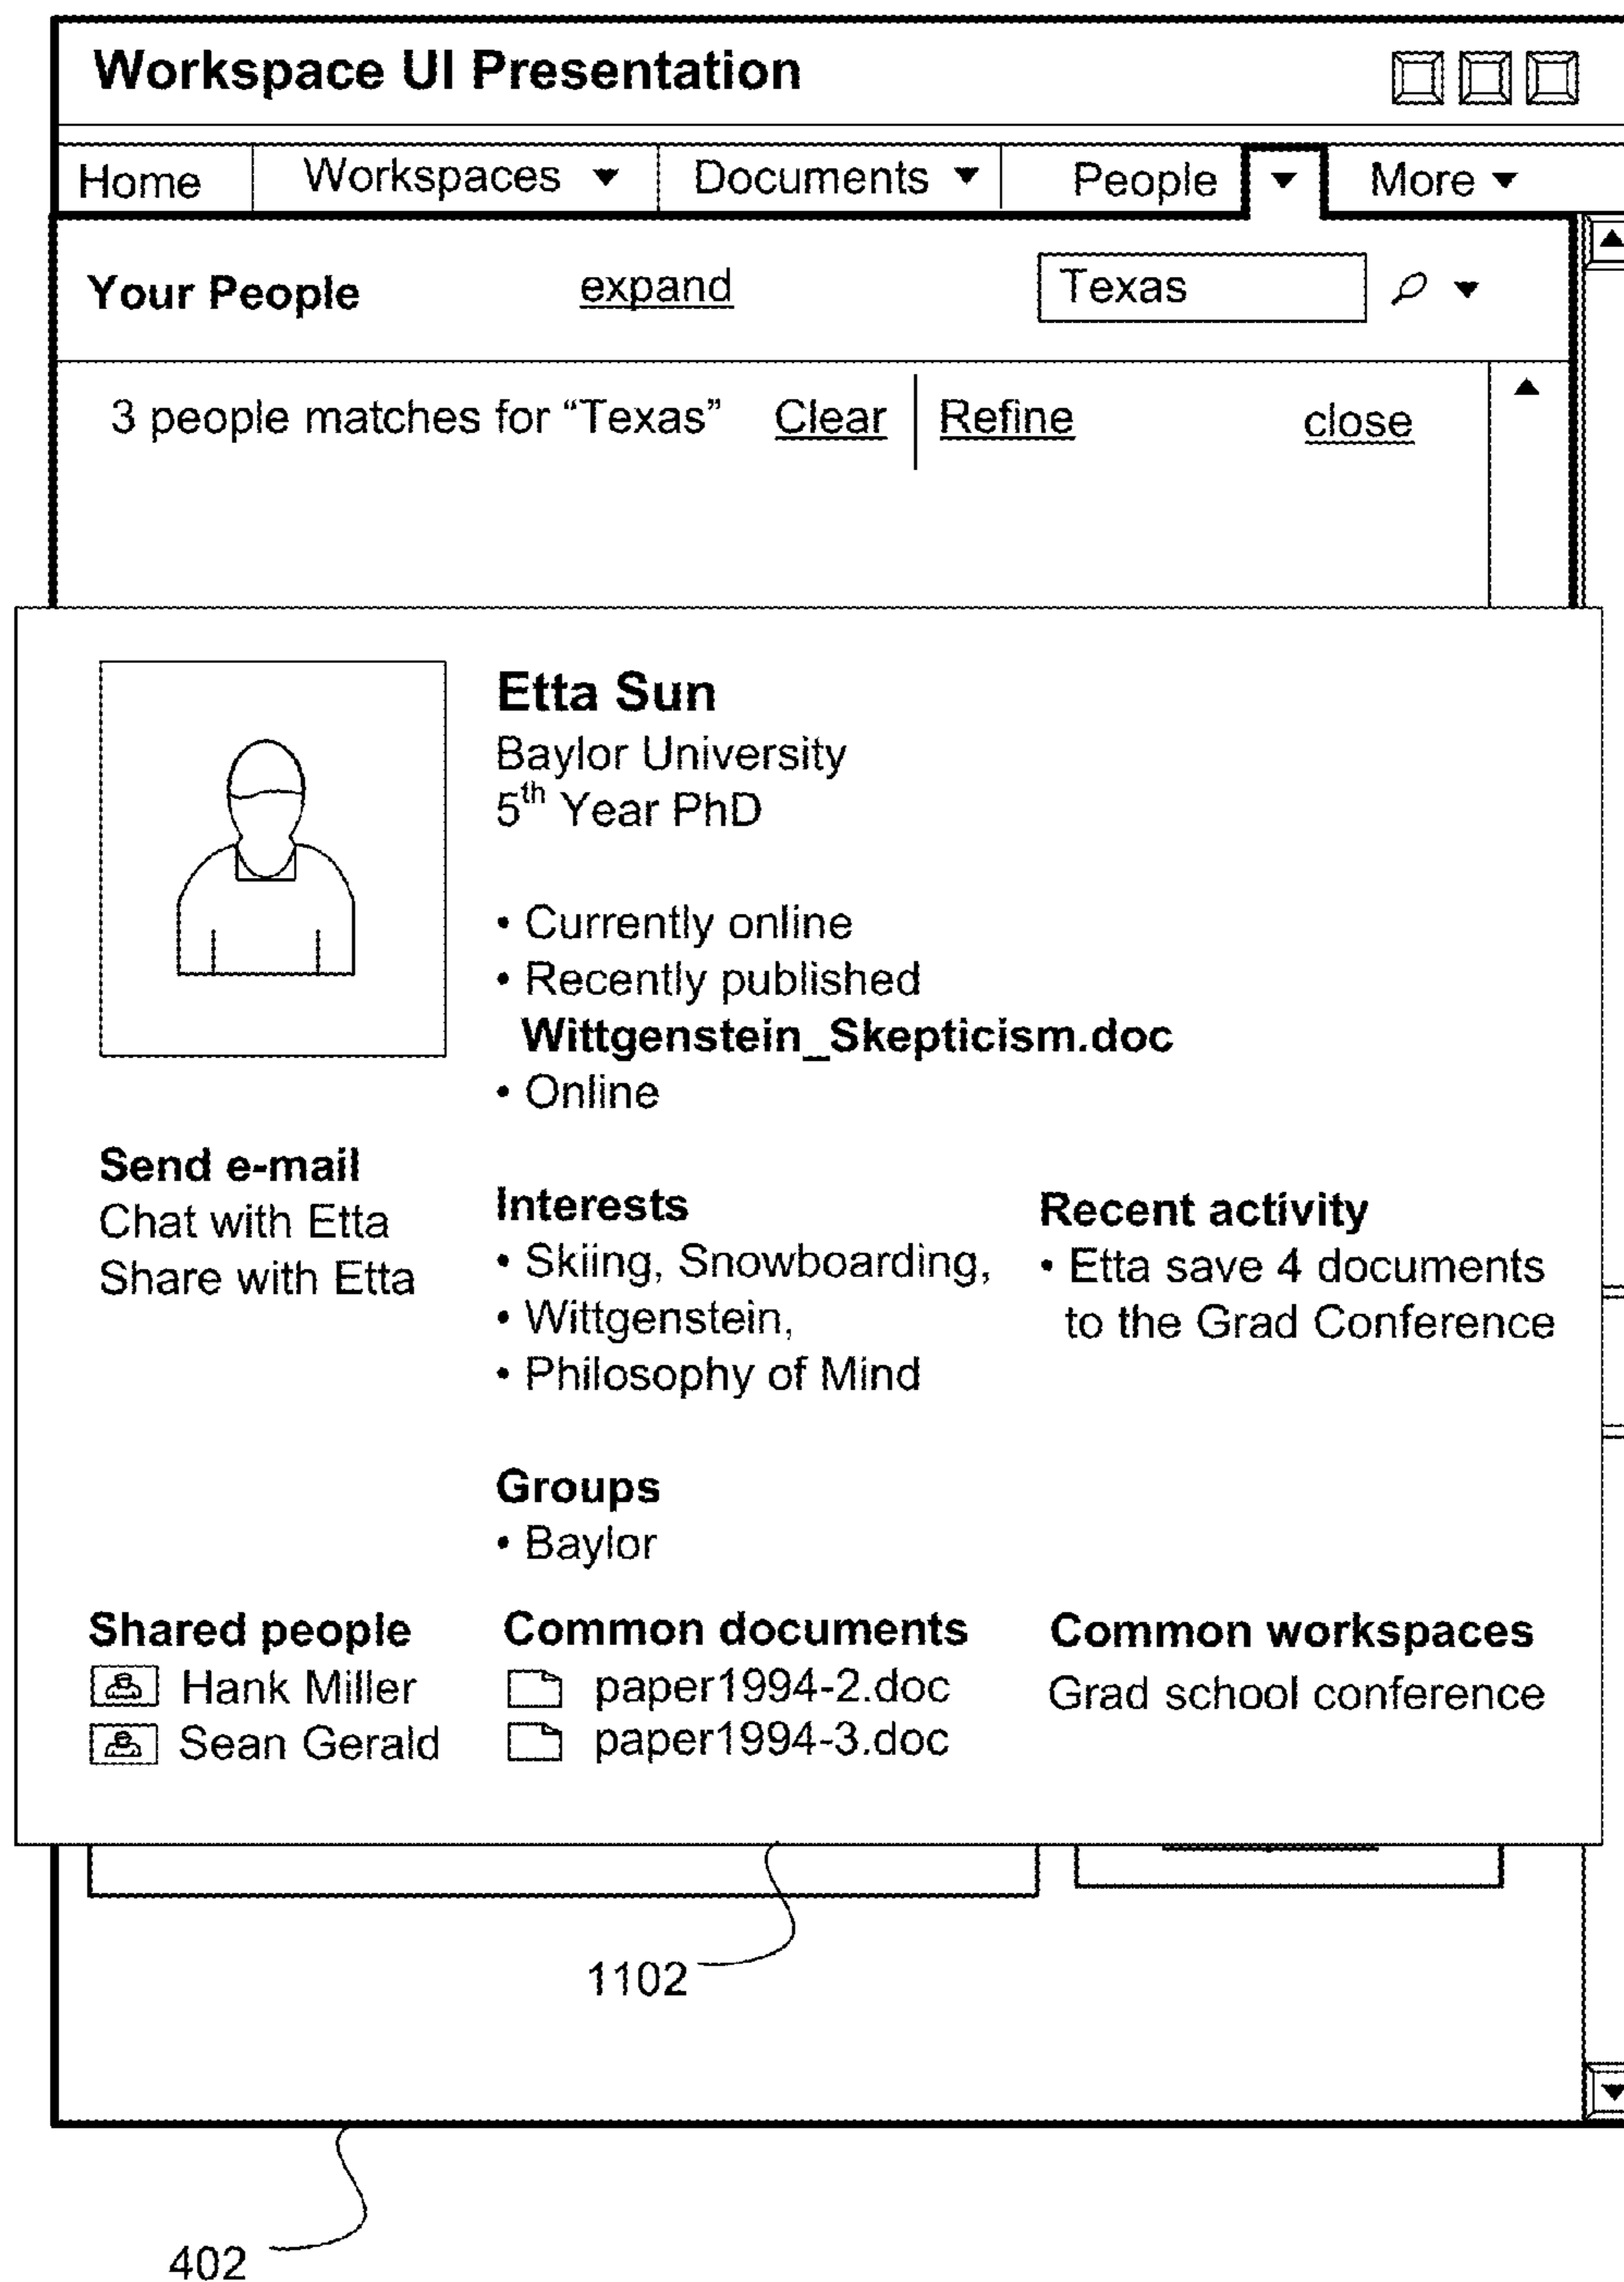 Workspace UI Presentation
Home Workspaces Documents People More
Your People expand Texas
3 people matches for “Texas” Clear Refine close
Etta Sun
Baylor University
5th Year PhD
• Currently online
• Recently published
Wittgenstein_Skepticism.doc
• Online
Send e-mail
Chat with Etta
Share with Etta
Interests
• Skiing, Snowboarding,
• Wittgenstein,
• Philosophy of Mind
Recent activity
• Etta save 4 documents
to the Grad Conference
Groups
• Baylor
Shared people
Hank Miller
Sean Gerald
Common documents
paper1994-2.doc
paper1994-3.doc
Common workspaces
Grad school conference
1102
402